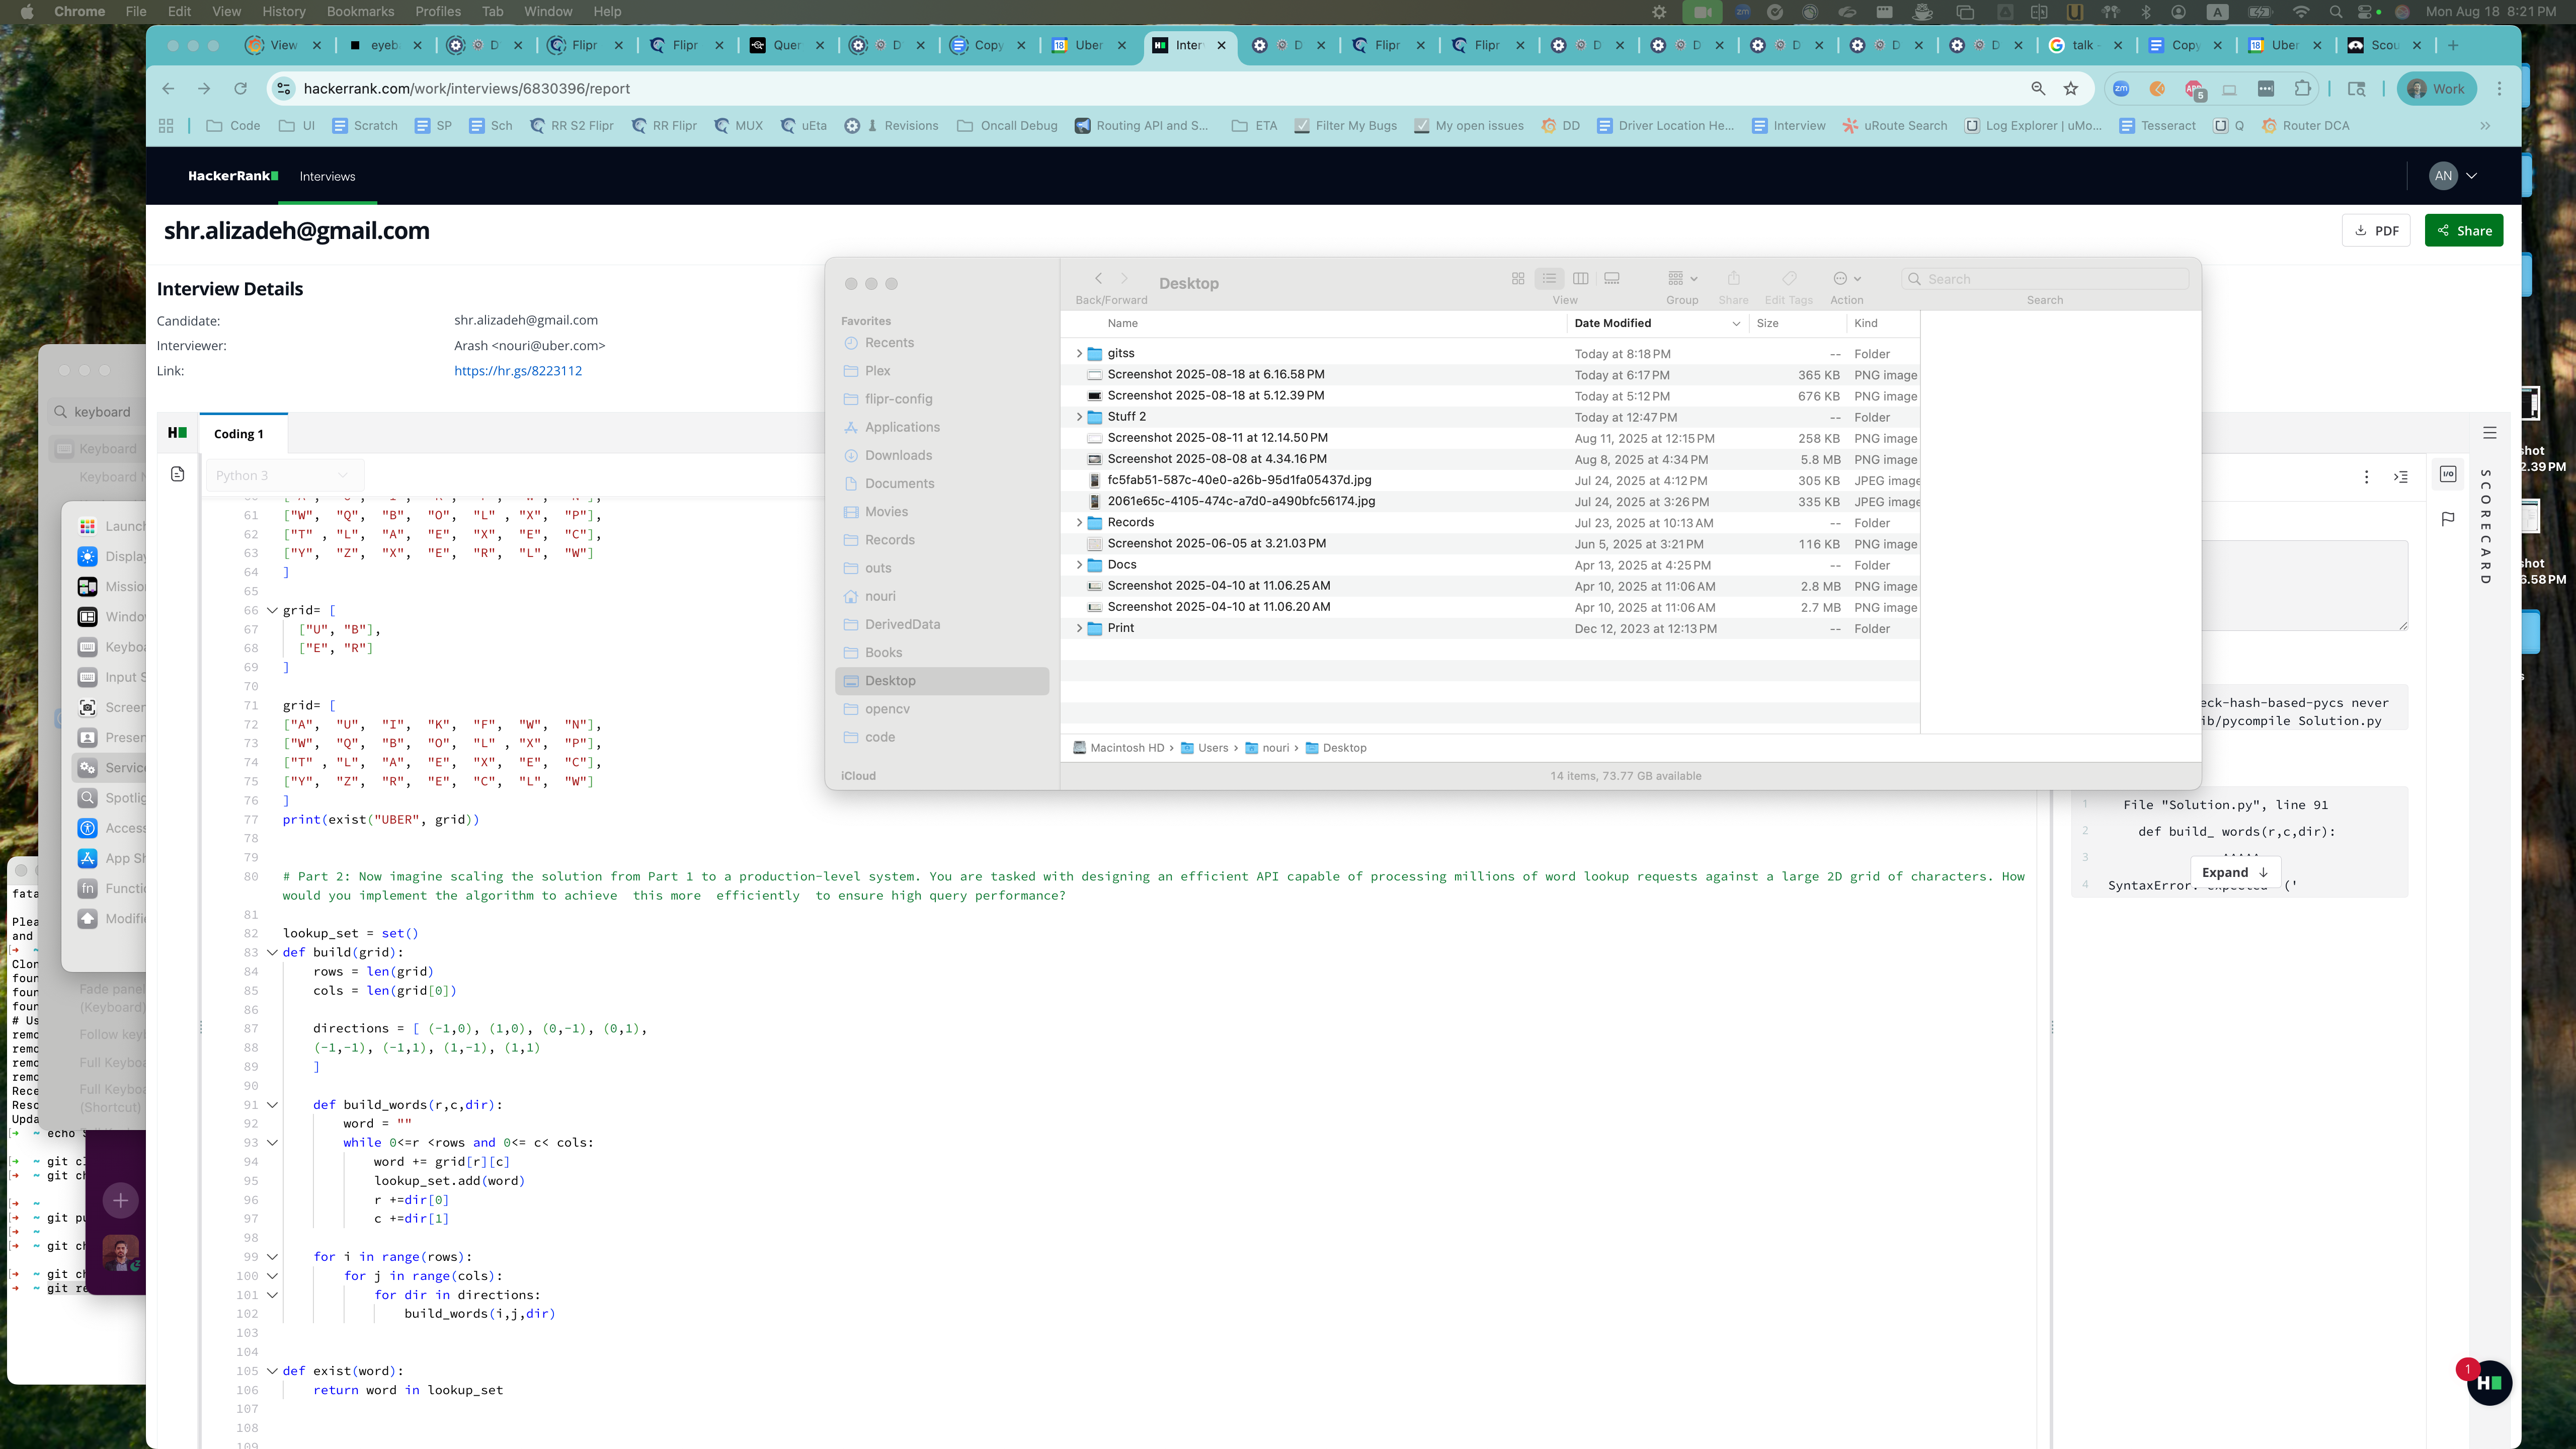 Chrome File Edit View History Bookmarks Profiles Tab Window Help
Mon Aug 18 8:21 PM
View eyeb D Flipr Flipr Quer D Copy Uber Inter D Flipr Flipr D D D D D talk - Copy Uber Scou
hackerrank.com/work/interviews/6830396/report
Work
Code UI Scratch SP Sch RR S2 Flipr RR Flipr MUX uEta Revisions Oncall Debug Routing API and S... ETA Filter My Bugs My open issues DD Driver Location He... Interview uRoute Search Log Explorer | uMo... Tesseract Q Router DCA
HackerRank Interviews
AN
shr.alizadeh@gmail.com
PDF Share
Interview Details
Candidate: shr.alizadeh@gmail.com
Interviewer: Arash <nouri@uber.com>
Link: https://hr.gs/8223112
Coding 1
Python 3
61 ["W", "Q", "B", "O", "L" , "X", "P"],
62 ["T" , "L", "A", "E", "X", "E", "C"],
63 ["Y", "Z", "X", "E", "R", "L", "W"]
64 ]
65
66 grid= [
67 ["U", "B"],
68 ["E", "R"]
69 ]
70
71 grid= [
72 ["A", "U", "I", "K", "F", "W", "N"],
73 ["W", "Q", "B", "O", "L" , "X", "P"],
74 ["T" , "L", "A", "E", "X", "E", "C"],
75 ["Y", "Z", "R", "E", "C", "L", "W"]
76 ]
77 print(exist("UBER", grid))
78
79
80 # Part 2: Now imagine scaling the solution from Part 1 to a production-level system. You are tasked with designing an efficient API capable of processing millions of word lookup requests against a large 2D grid of characters. How
would you implement the algorithm to achieve this more efficiently to ensure high query performance?
81
82 lookup_set = set()
83 def build(grid):
84 rows = len(grid)
85 cols = len(grid[0])
86
87 directions = [ (-1,0), (1,0), (0,-1), (0,1),
88 (-1,-1), (-1,1), (1,-1), (1,1)
89 ]
90
91 def build_words(r,c,dir):
92 word = ""
93 while 0<=r <rows and 0<= c< cols:
94 word += grid[r][c]
95 lookup_set.add(word)
96 r +=dir[0]
97 c +=dir[1]
98
99 for i in range(rows):
100 for j in range(cols):
101 for dir in directions:
102 build_words(i,j,dir)
103
104
105 def exist(word):
106 return word in lookup_set
107
108
109
Desktop
Back/Forward View Group Share Edit Tags Action Search
Search
Favorites
Recents
Plex
flipr-config
Applications
Downloads
Documents
Movies
Records
outs
nouri
DerivedData
Books
Desktop
opencv
code
iCloud
Name Date Modified Size Kind
gitss Today at 8:18 PM -- Folder
Screenshot 2025-08-18 at 6.16.58 PM Today at 6:17 PM 365 KB PNG image
Screenshot 2025-08-18 at 5.12.39 PM Today at 5:12 PM 676 KB PNG image
Stuff 2 Today at 12:47 PM -- Folder
Screenshot 2025-08-11 at 12.14.50 PM Aug 11, 2025 at 12:15 PM 258 KB PNG image
Screenshot 2025-08-08 at 4.34.16 PM Aug 8, 2025 at 4:34 PM 5.8 MB PNG image
fc5fab51-587c-40e0-a26b-95d1fa05437d.jpg Jul 24, 2025 at 4:12 PM 305 KB JPEG image
2061e65c-4105-474c-a7d0-a490bfc56174.jpg Jul 24, 2025 at 3:26 PM 335 KB JPEG image
Records Jul 23, 2025 at 10:13 AM -- Folder
Screenshot 2025-06-05 at 3.21.03 PM Jun 5, 2025 at 3:21 PM 116 KB PNG image
Docs Apr 13, 2025 at 4:25 PM -- Folder
Screenshot 2025-04-10 at 11.06.25 AM Apr 10, 2025 at 11:06 AM 2.8 MB PNG image
Screenshot 2025-04-10 at 11.06.20 AM Apr 10, 2025 at 11:06 AM 2.7 MB PNG image
Print Dec 12, 2023 at 12:13 PM -- Folder
Macintosh HD › Users › nouri › Desktop
14 items, 73.77 GB available
eck-hash-based-pycs never
ib/pycompile Solution.py
1 File "Solution.py", line 91
2 def build_ words(r,c,dir):
3 ^^^^^
4 SyntaxError: expected '('
Expand
SCORECARD
I/O
1
hot
2.39 PM
hot
6.58 PM
s
keyboard
Keyboard
Keyboard N
Launch
Display
Mission
Windo
Keyboa
Input S
Screen
Presen
Service
Spotlig
Access
App Sh
fn Functio
Modifie
Fade panel
(Keyboard)
Follow keyb
Full Keyboa
Full Keyboa
(Shortcut)
fata
Plea
and
Clon
foun
foun
foun
# Us
remo
remo
remo
remo
Rece
Reso
Upda
~ echo S
~ git cl
~ git ch
~
~ git pu
~
~ git ch
~ git ch
~ git re